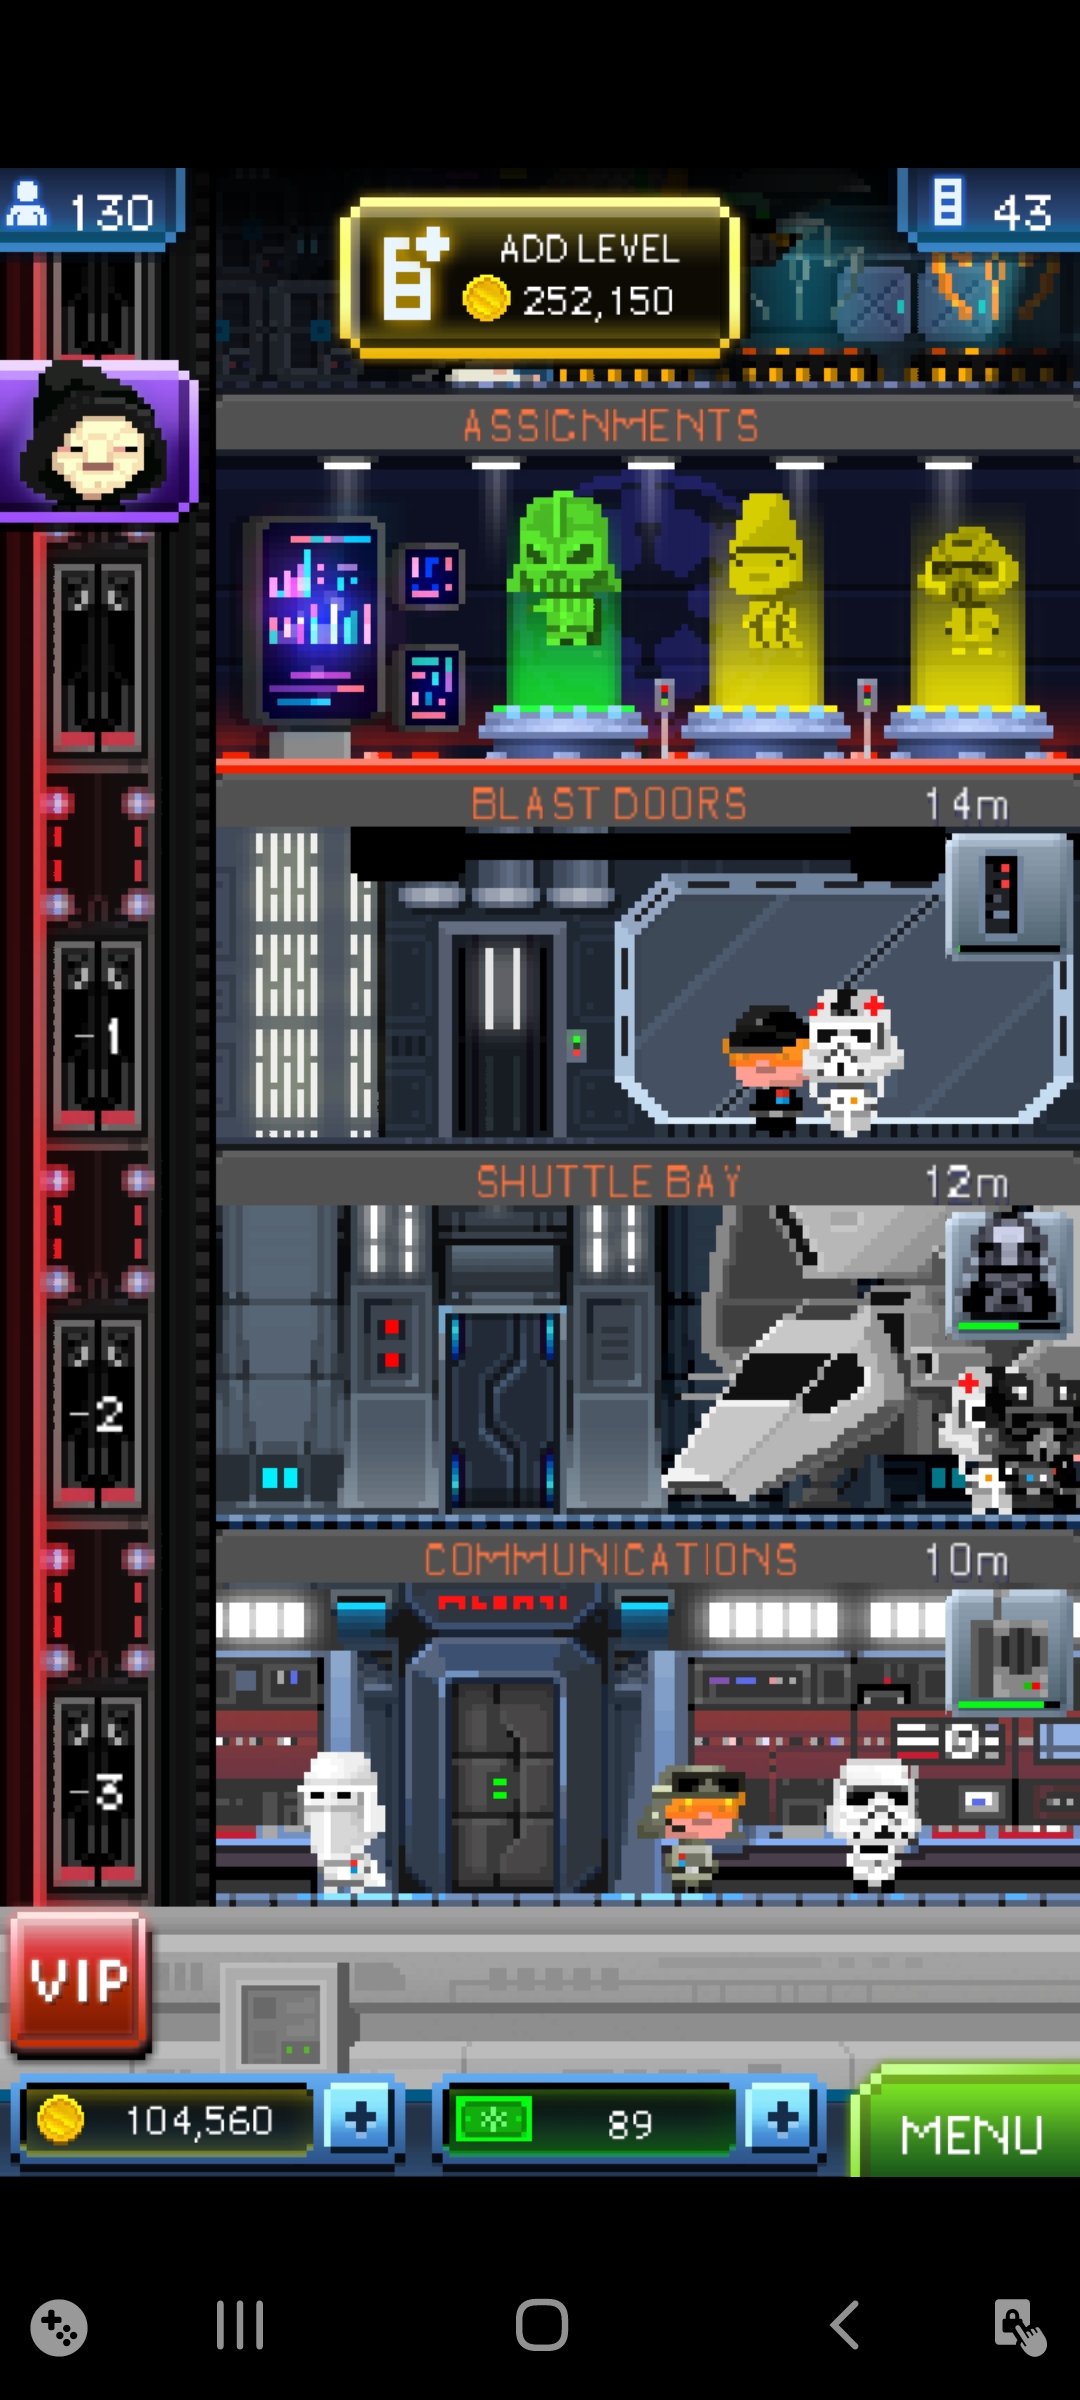 130
ADD LEVEL
252,150
43
ASSIGNMENTS
BLAST DOORS
14m
-1
SHUTTLE BAY
12m
-2
COMMUNICATIONS
10m
-3
VIP
104,560
+
89
+
MENU